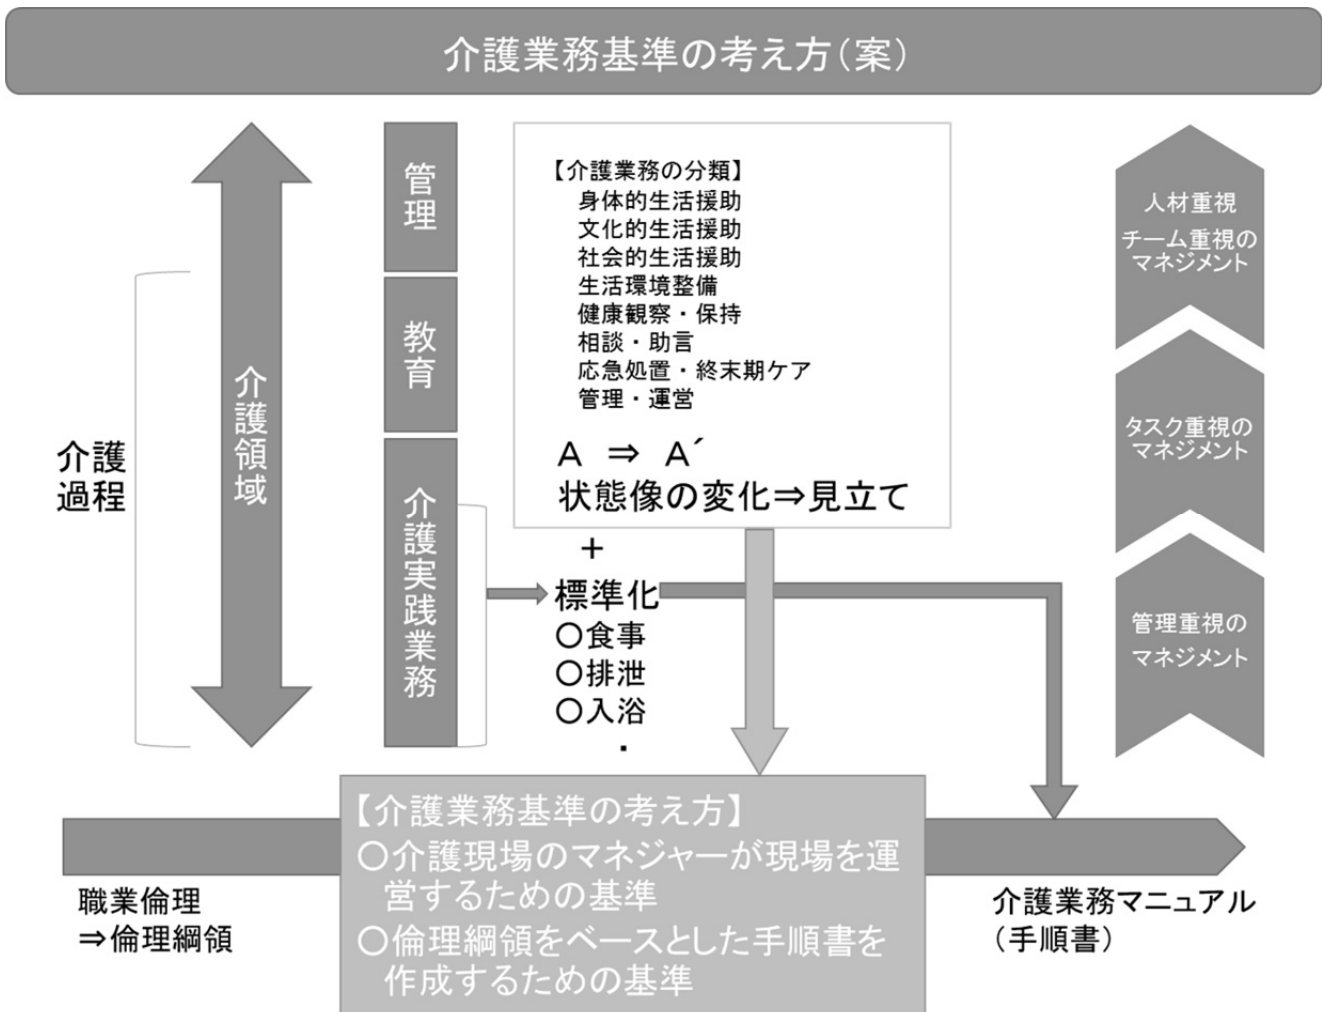 介護業務基準の考え方（案）
介護
過程
介護領域
管理
教育
介護実践業務
【介護業務の分類】
身体的生活援助
文化的生活援助
社会的生活援助
生活環境整備
健康観察・保持
相談・助言
応急処置・終末期ケア
管理・運営
A ⇒ A´
状態像の変化⇒見立て
＋
標準化
○食事
○排泄
○入浴
・
人材重視
チーム重視の
マネジメント
タスク重視の
マネジメント
管理重視の
マネジメント
職業倫理
⇒倫理綱領
【介護業務基準の考え方】
○介護現場のマネジャーが現場を運
営するための基準
○倫理綱領をベースとした手順書を
作成するための基準
介護業務マニュアル
（手順書）